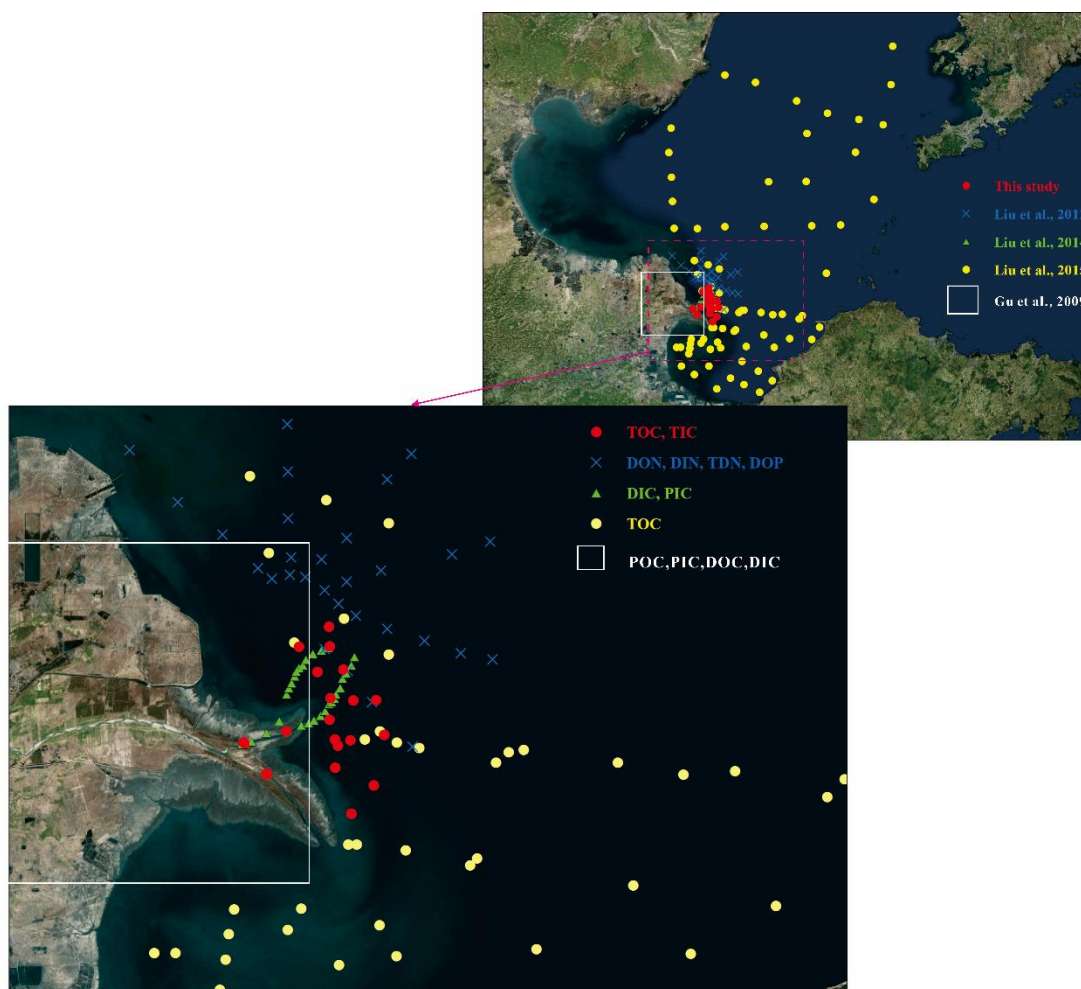 This study
Liu et al., 201
Liu et al., 201
Liu et al., 201
Gu et al., 2009
TOC, TIC
DON, DIN, TDN, DOP
DIC, PIC
TOC
POC,PIC,DOC,DIC